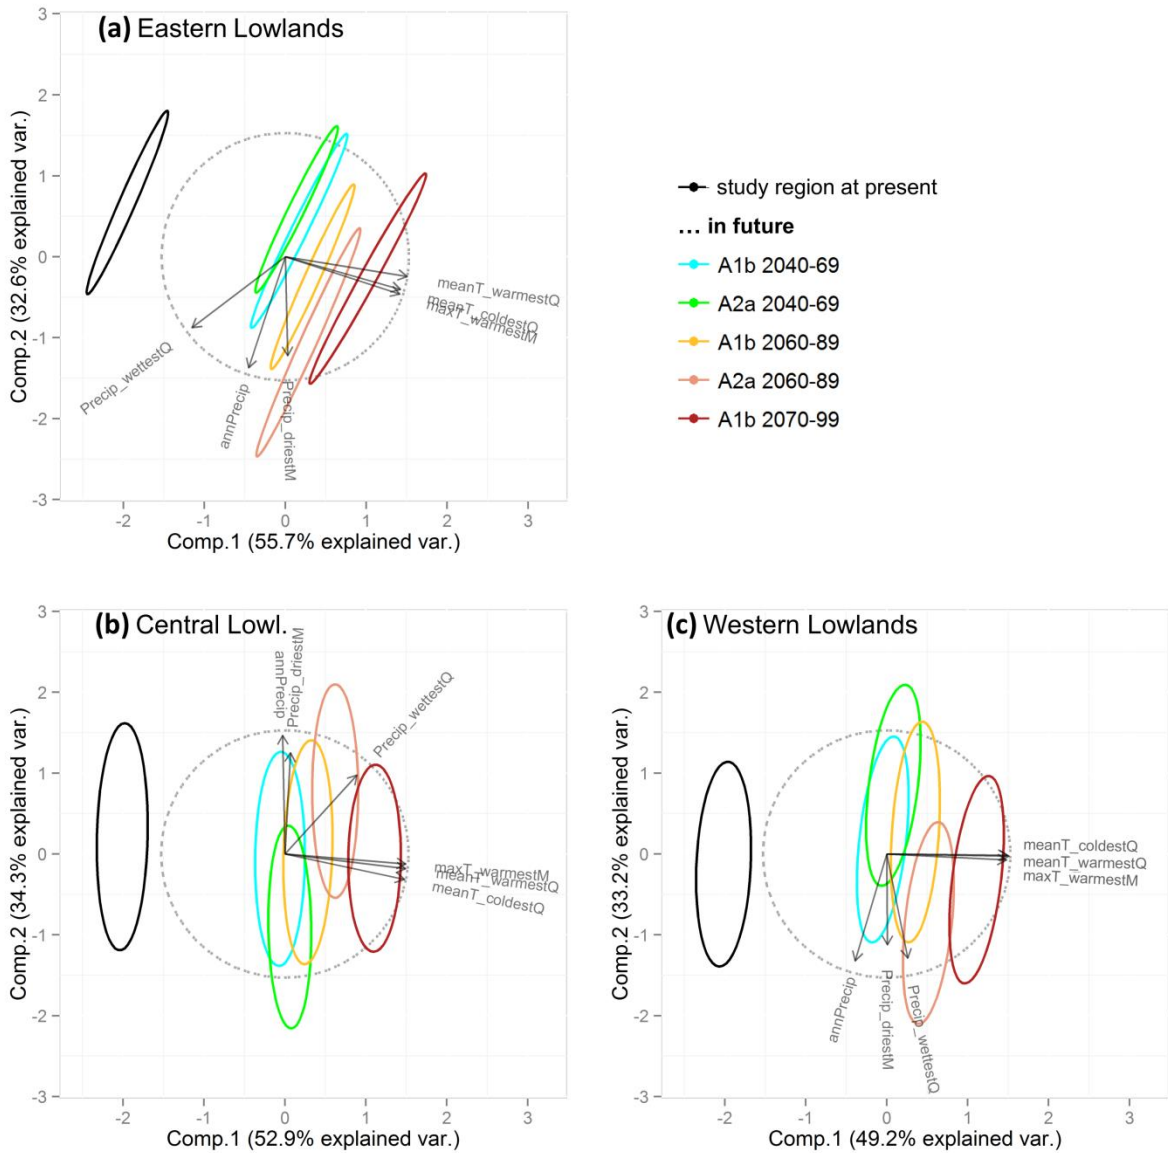 (a) Eastern Lowlands
3
2
1
0
-1
-2
-3
Comp.2 (32.6% explained var.)
meanT_warmestQ
meanT_coldestQ
maxT_warmestM
Precip_wettestQ
annPrecip
Precip_driestM
-2 -1 0 1 2 3
Comp.1 (55.7% explained var.)
study region at present
... in future
A1b 2040-69
A2a 2040-69
A1b 2060-89
A2a 2060-89
A1b 2070-99
(b) Central Lowl.
3
2
1
0
-1
-2
-3
Comp.2 (34.3% explained var.)
annPrecip
Precip_driestM
Precip_wettestQ
maxT_warmestM
meanT_warmestQ
meanT_coldestQ
-2 -1 0 1 2 3
Comp.1 (52.9% explained var.)
(c) Western Lowlands
3
2
1
0
-1
-2
-3
Comp.2 (33.2% explained var.)
meanT_coldestQ
meanT_warmestQ
maxT_warmestM
annPrecip
Precip_driestM
Precip_wettestQ
-2 -1 0 1 2 3
Comp.1 (49.2% explained var.)